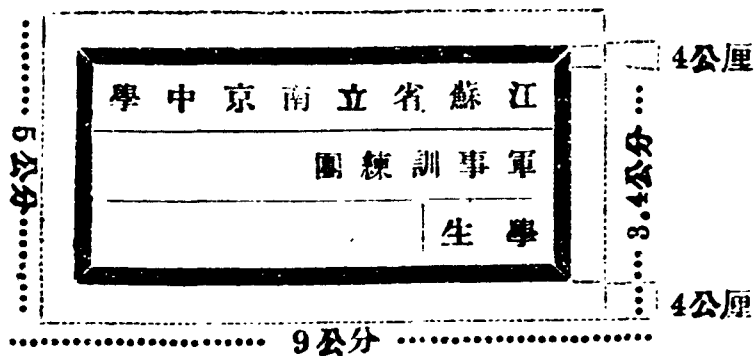 4公厘
江蘇省立南京中學
軍事訓練團
學生
5公分
3.4公分
4公厘
9公分